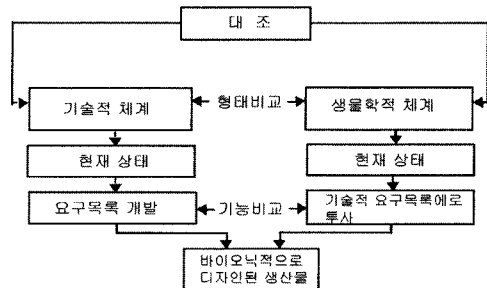 대 조
기술적 체계
형태비교
생물학적 체계
현재 상태
현재 상태
요구목록 개발
기능비교
기술적 요구목록에로
투사
바이오닉적으로
디자인된 생산물